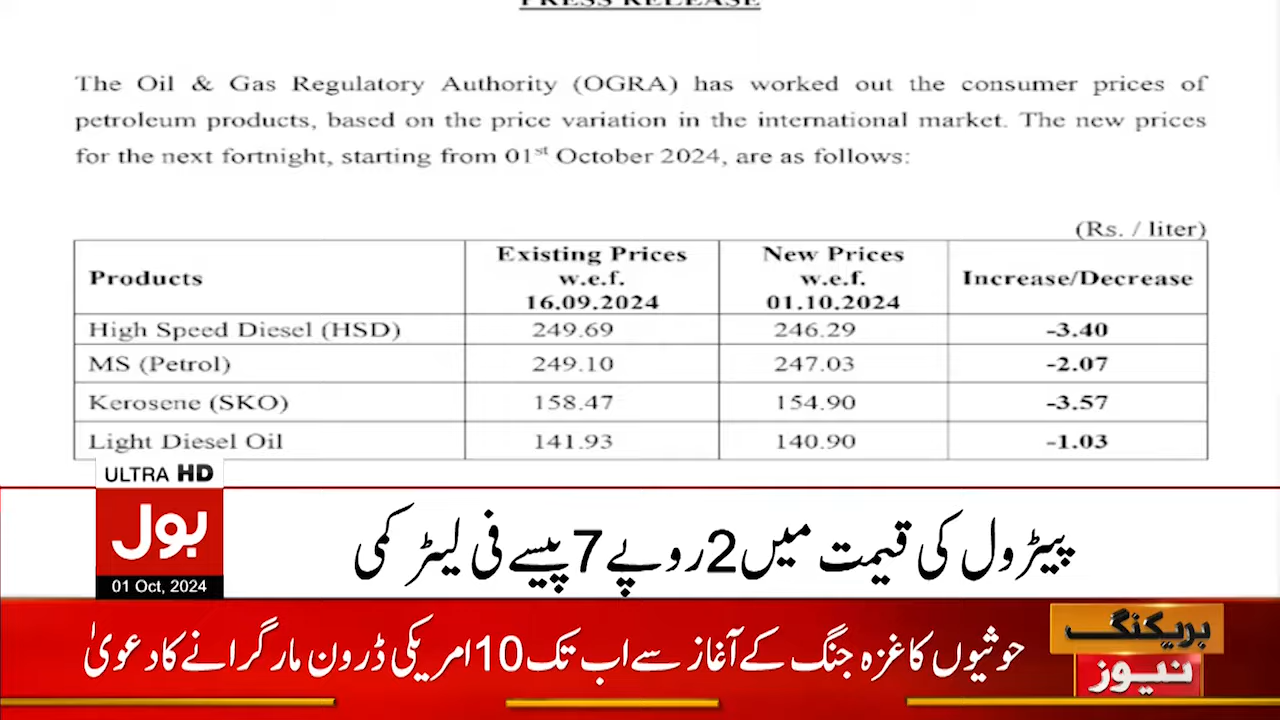 PRESS RELEASE
The Oil & Gas Regulatory Authority (OGRA) has worked out the consumer prices of
petroleum products, based on the price variation in the international market. The new prices
for the next fortnight, starting from 01st October 2024, are as follows:
(Rs. / liter)
Products Existing Prices w.e.f. 16.09.2024 New Prices w.e.f. 01.10.2024 Increase/Decrease
High Speed Diesel (HSD) 249.69 246.29 -3.40
MS (Petrol) 249.10 247.03 -2.07
Kerosene (SKO) 158.47 154.90 -3.57
Light Diesel Oil 141.93 140.90 -1.03
ULTRA HD
بول
01 Oct, 2024
پیٹرول کی قیمت میں 2 روپے 7 پیسے فی لیٹر کمی
بریکنگ
نیوز
حوثیوں کا غزہ جنگ کے آغاز سے اب تک 10 امریکی ڈرون مار گرانے کا دعویٰ